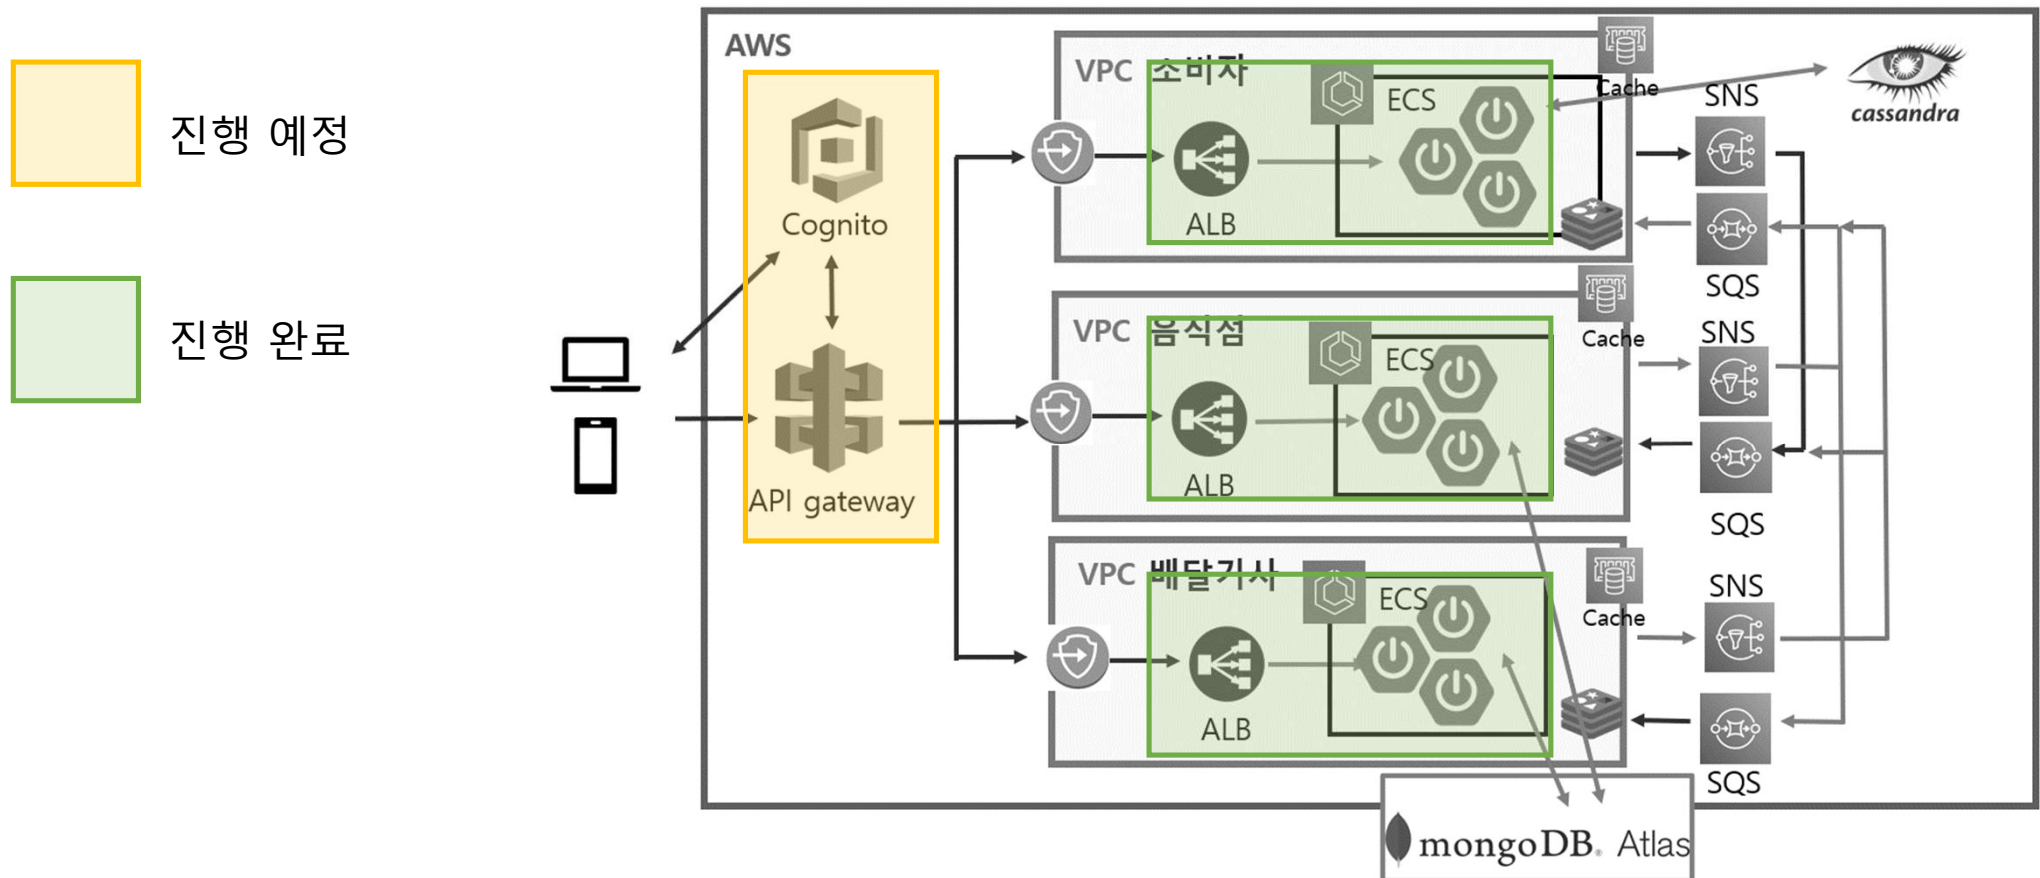 진행 예정
진행 완료
AWS
Cognito
API gateway
VPC 소비자
ECS
ALB
Cache
SNS
SQS
cassandra
VPC 음식점
ECS
ALB
Cache
SNS
SQS
VPC 배달기사
ECS
ALB
Cache
SNS
SQS
mongoDB® Atlas